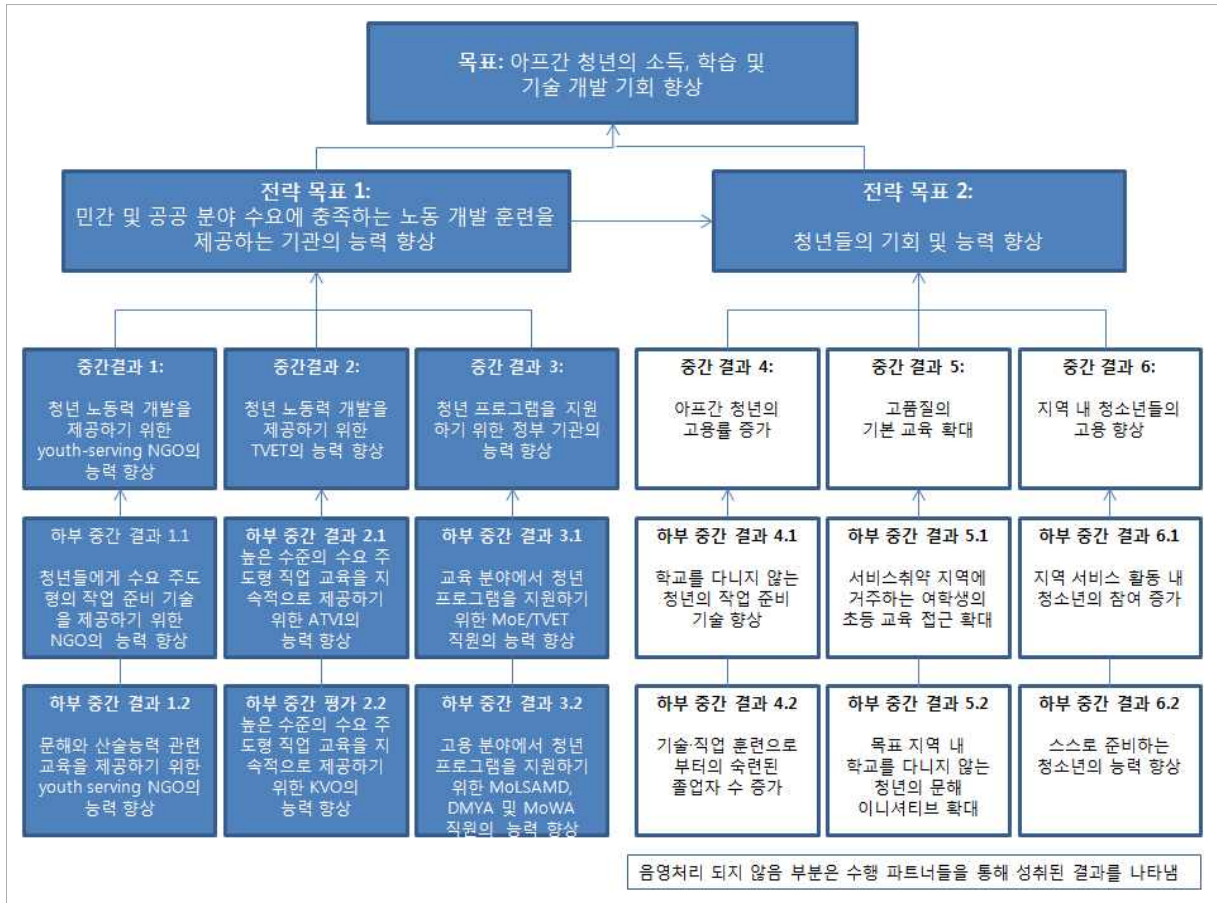 목표: 아프간 청년의 소득, 학습 및
기술 개발 기회 향상
전략 목표 1:
민간 및 공공 분야 수요에 충족하는 노동 개발 훈련을
제공하는 기관의 능력 향상
전략 목표 2:
청년들의 기회 및 능력 향상
중간결과 1:
청년 노동력 개발을
제공하기 위한
youth-serving NGO의
능력 향상
중간결과 2:
청년 노동력 개발을
제공하기 위한
TVET의 능력 향상
중간결과 3:
청년 프로그램을 지원
하기 위한 정부 기관의
능력 향상
중간 결과 4:
아프간 청년의
고용률 증가
중간 결과 5:
고품질의
기본 교육 확대
중간 결과 6:
지역 내 청소년들의
고용 향상
하부 중간 결과 1.1
청년들에게 수요 주도
형의 작업 준비 기술
을 제공하기 위한
NGO의 능력 향상
하부 중간 결과 2.1
높은 수준의 수요 주
도형 직업 교육을 지
속적으로 제공하기
위한 ATVI의
능력 향상
하부 중간 결과 3.1
교육 분야에서 청년
프로그램을 지원하기
위한 MoE/TVET
직원의 능력 향상
하부 중간 결과 4.1
학교를 다니지 않는
청년의 작업 준비
기술 향상
하부 중간 결과 5.1
서비스취약 지역에
거주하는 여학생의
초등 교육 접근 확대
하부 중간 결과 6.1
지역 서비스 활동 내
청소년의 참여 증가
하부 중간 결과 1.2
문해와 산술능력 관련
교육을 제공하기 위한
youth serving NGO의
능력 향상
하부 중간 평가 2.2
높은 수준의 수요 주
도형 직업 교육을 지
속적으로 제공하기
위한 KVO의
능력 향상
하부 중간 결과 3.2
고용 분야에서 청년
프로그램을 지원하기
위한 MoLSAMD,
DMYA 및 MoWA
직원의 능력 향상
하부 중간 결과 4.2
기술·직업 훈련으로
부터의 숙련된
졸업자 수 증가
하부 중간 결과 5.2
목표 지역 내
학교를 다니지 않는
청년의 문해
이니셔티브 확대
하부 중간 결과 6.2
스스로 준비하는
청소년의 능력 향상
음영처리 되지 않음 부분은 수행 파트너들을 통해 성취된 결과를 나타냄